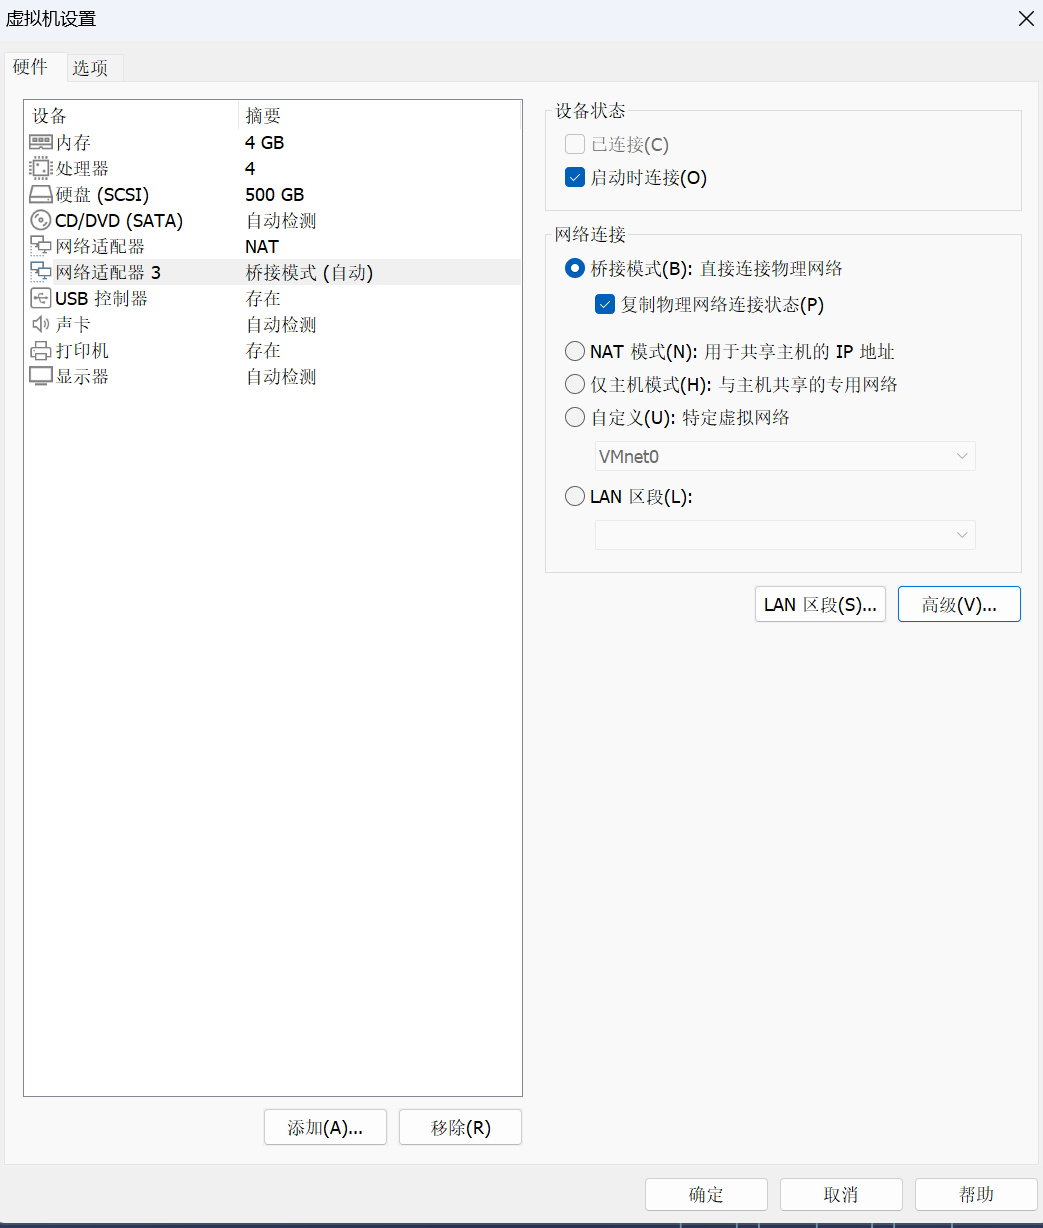 虚拟机设置
硬件 选项
设备 摘要
内存 4 GB
处理器 4
硬盘 (SCSI) 500 GB
CD/DVD (SATA) 自动检测
网络适配器 NAT
网络适配器 3 桥接模式 (自动)
USB 控制器 存在
声卡 自动检测
打印机 存在
显示器 自动检测
添加(A)... 移除(R)
设备状态
已连接(C)
启动时连接(O)
网络连接
桥接模式(B): 直接连接物理网络
复制物理网络连接状态(P)
NAT 模式(N): 用于共享主机的 IP 地址
仅主机模式(H): 与主机共享的专用网络
自定义(U): 特定虚拟网络
VMnet0
LAN 区段(L):
LAN 区段(S)... 高级(V)...
确定 取消 帮助